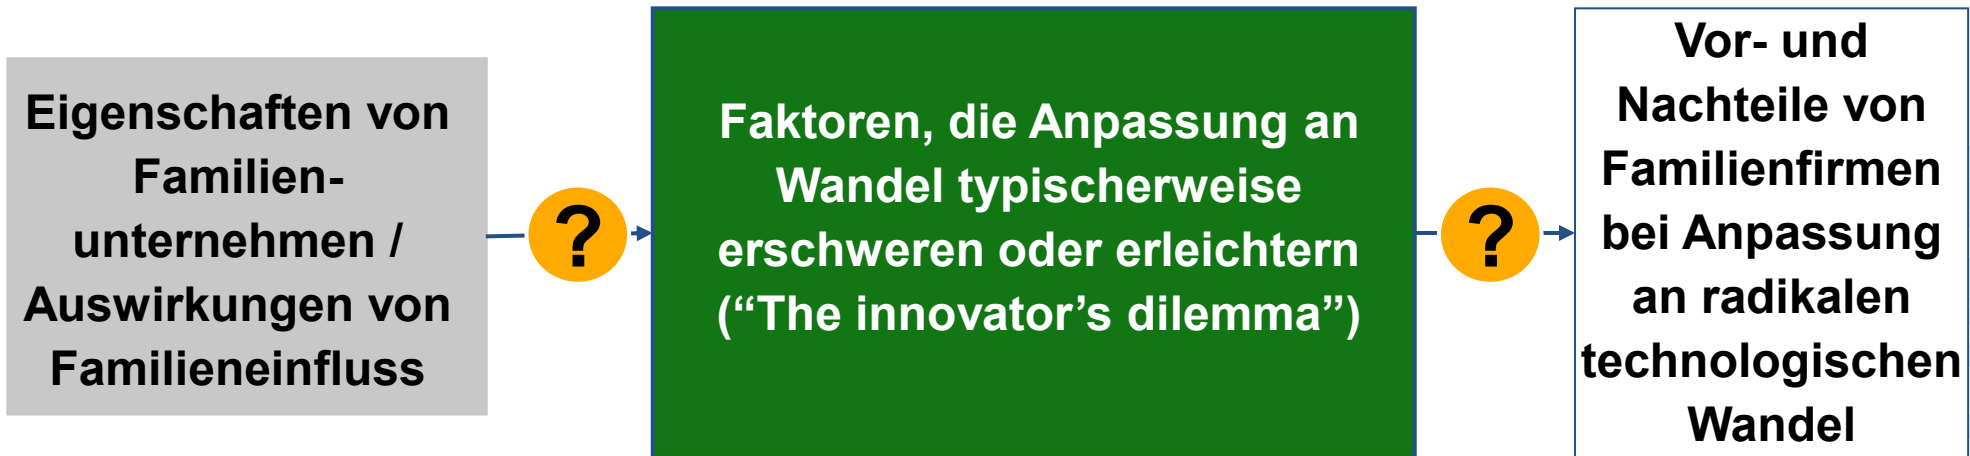 Eigenschaften von
Familien-
unternehmen /
Auswirkungen von
Familieneinfluss
?
Faktoren, die Anpassung an
Wandel typischerweise
erschweren oder erleichtern
(“The innovator’s dilemma”)
?
Vor- und
Nachteile von
Familienfirmen
bei Anpassung
an radikalen
technologischen
Wandel